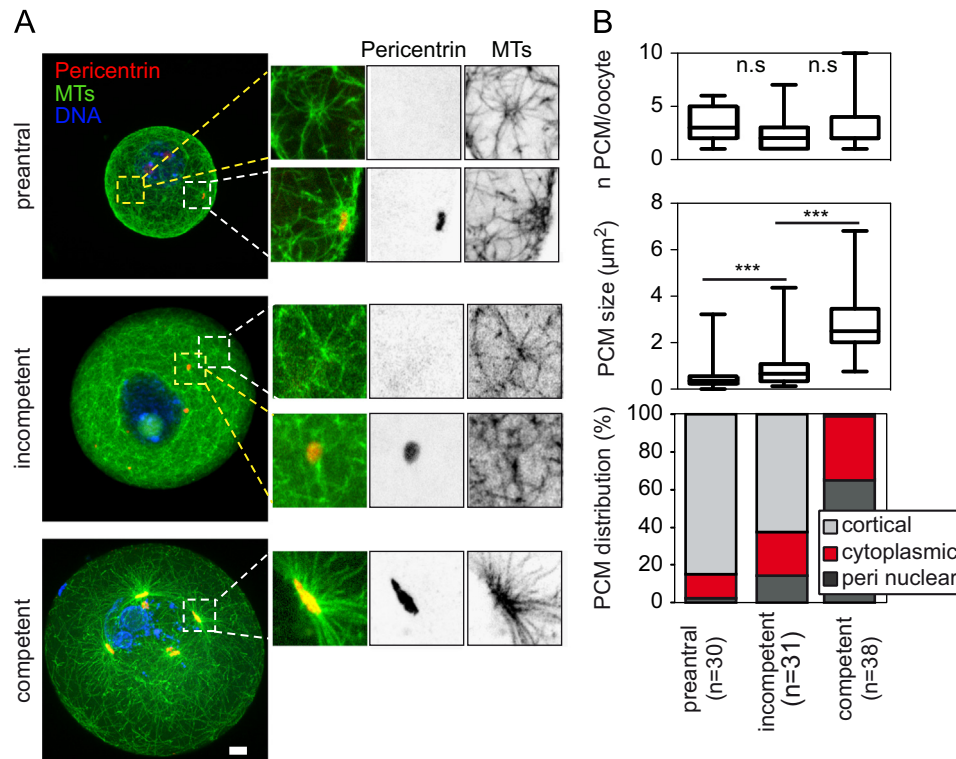 A
B
Pericentrin MTs
Pericentrin
MTs
DNA
preantral
incompetent
competent
n PCM/oocyte
10
5
0
n.s n.s
PCM size (µm²)
8
6
4
2
0
*** ***
PCM distribution (%)
100
80
60
40
20
0
cortical
cytoplasmic
peri nuclear
preantral
(n=30)
incompetent
(n=31)
competent
(n=38)